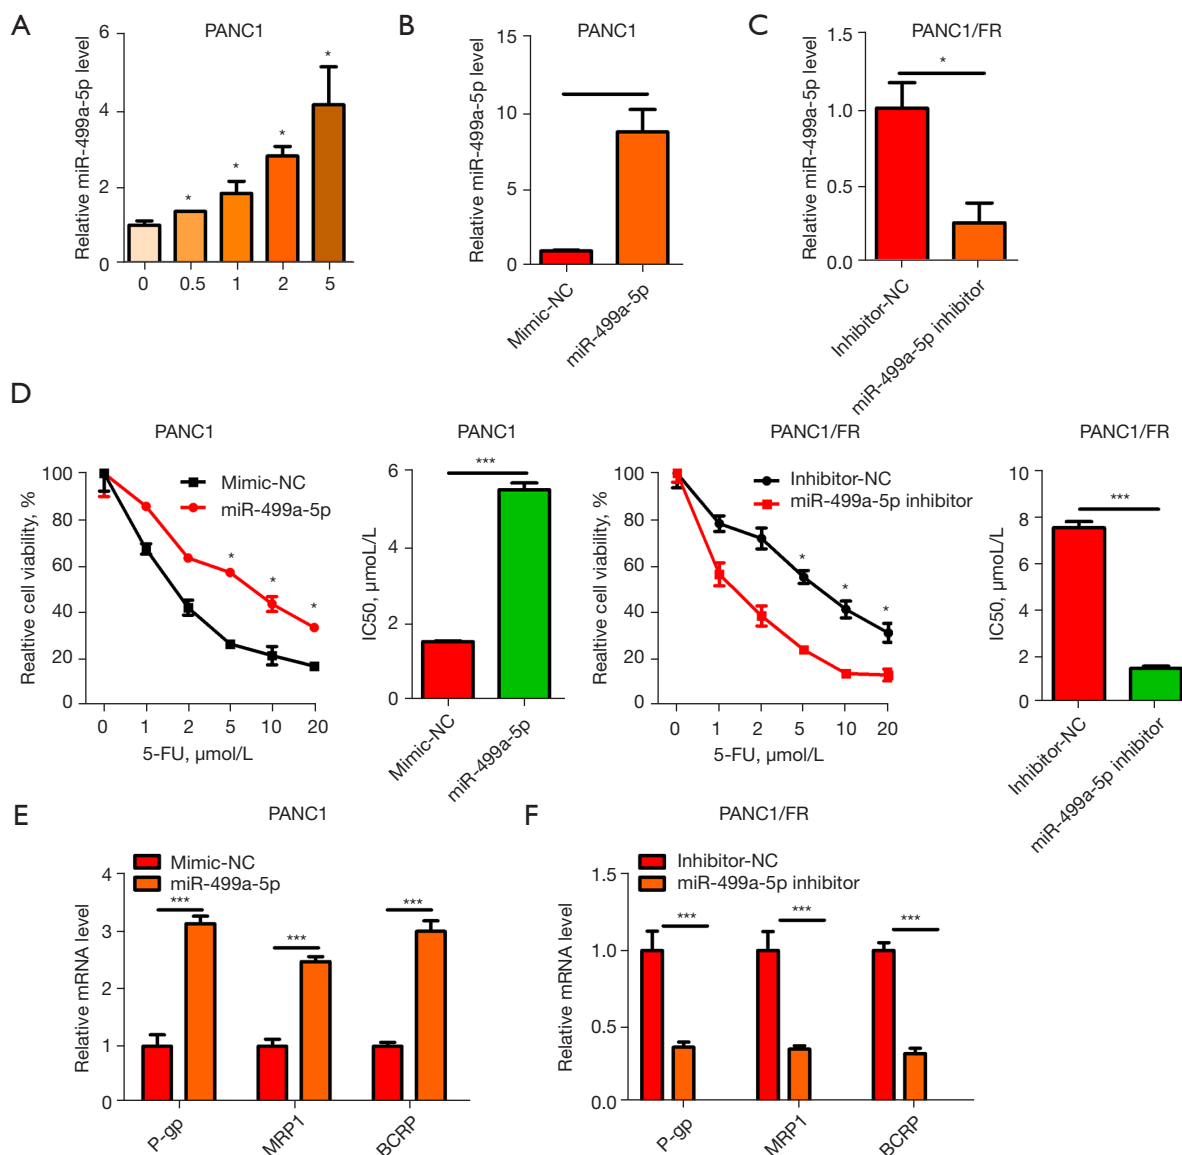 A
PANC1
Relative miR-499a-5p level
6
4
2
0
*
*
*
*
0
0.5
1
2
5
B
PANC1
Relative miR-499a-5p level
15
10
5
0
Mimic-NC
miR-499a-5p
C
PANC1/FR
Relative miR-499a-5p level
1.5
1.0
0.5
0.0
*
Inhibitor-NC
miR-499a-5p inhibitor
D
PANC1
Realtive cell viability, %
100
80
60
40
20
0
Mimic-NC
miR-499a-5p
*
*
*
0
1
2
5
10
20
5-FU, μmol/L
PANC1
IC50, μmoL/L
6
4
2
0
***
Mimic-NC
miR-499a-5p
PANC1/FR
Realtive cell viability, %
100
80
60
40
20
0
Inhibitor-NC
miR-499a-5p inhibitor
*
*
*
0
1
2
5
10
20
5-FU, μmol/L
PANC1/FR
IC50, μmoL/L
10
8
6
4
2
0
***
Inhibitor-NC
miR-499a-5p inhibitor
E
PANC1
Relative mRNA level
4
3
2
1
0
Mimic-NC
miR-499a-5p
***
***
***
P-gp
MRP1
BCRP
F
PANC1/FR
Relative mRNA level
1.5
1.0
0.5
0.0
Inhibitor-NC
miR-499a-5p inhibitor
***
***
***
P-gp
MRP1
BCRP